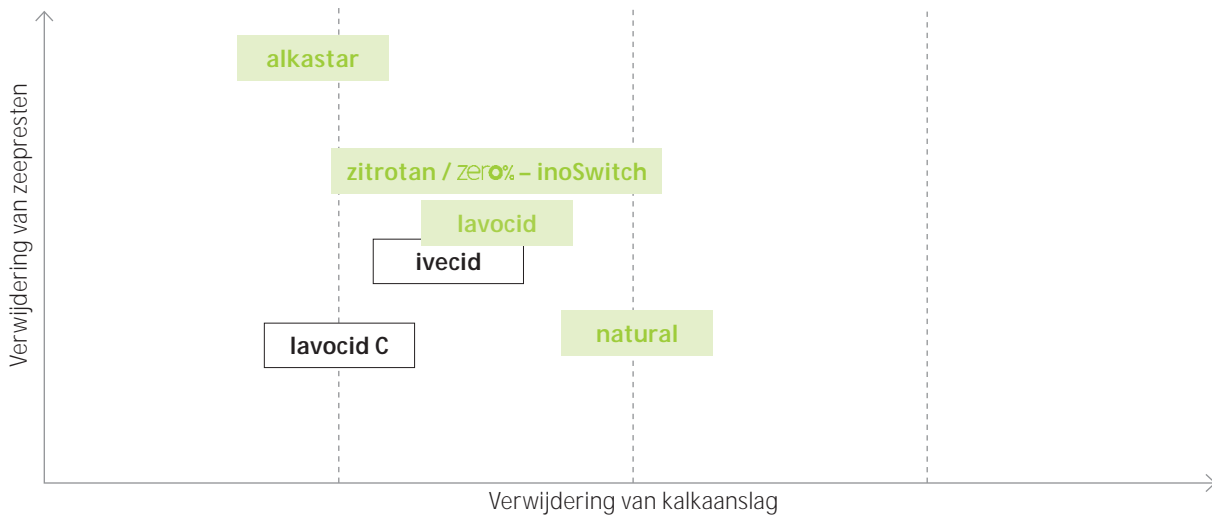 alkastar
Verwijdering van zeepresten
zitrotan / zero% – inoSwitch
lavocid
ivecid
lavocid C
natural
Verwijdering van kalkaanslag